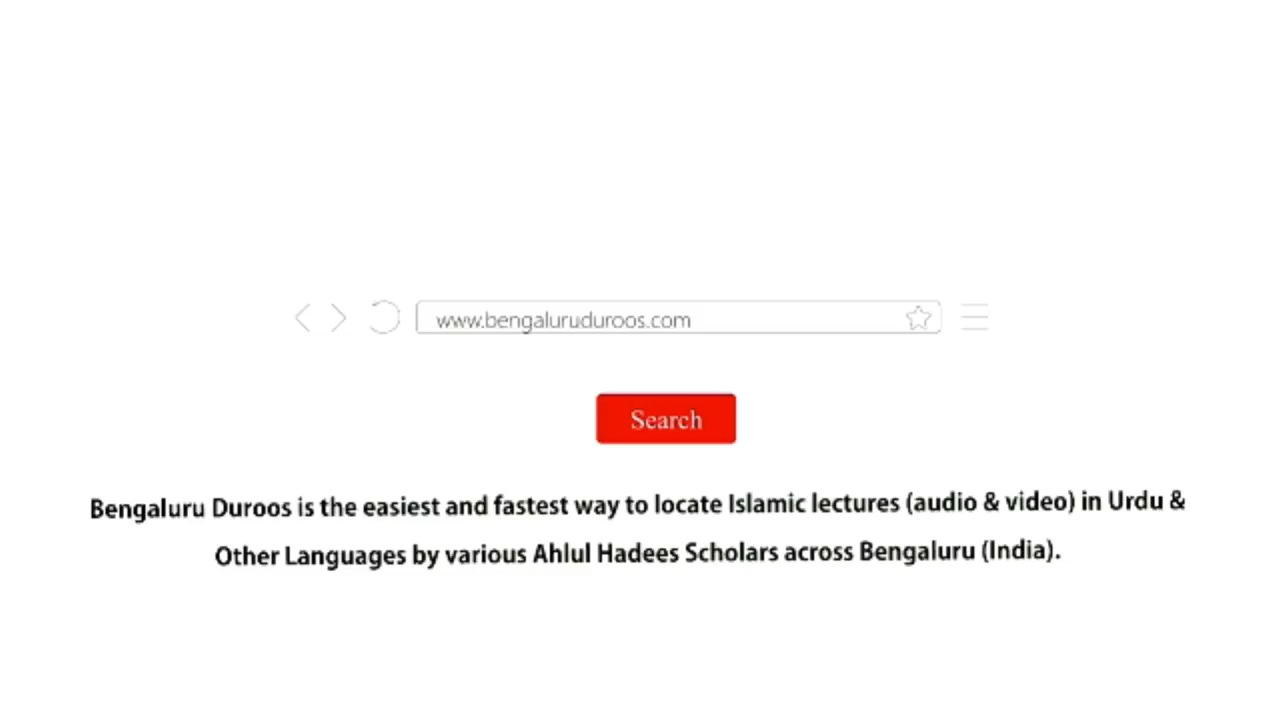 www.bengaluruduroos.com
Search
Bengaluru Duroos is the easiest and fastest way to locate Islamic lectures (audio & video) in Urdu &
Other Languages by various Ahlul Hadees Scholars across Bengaluru (India).